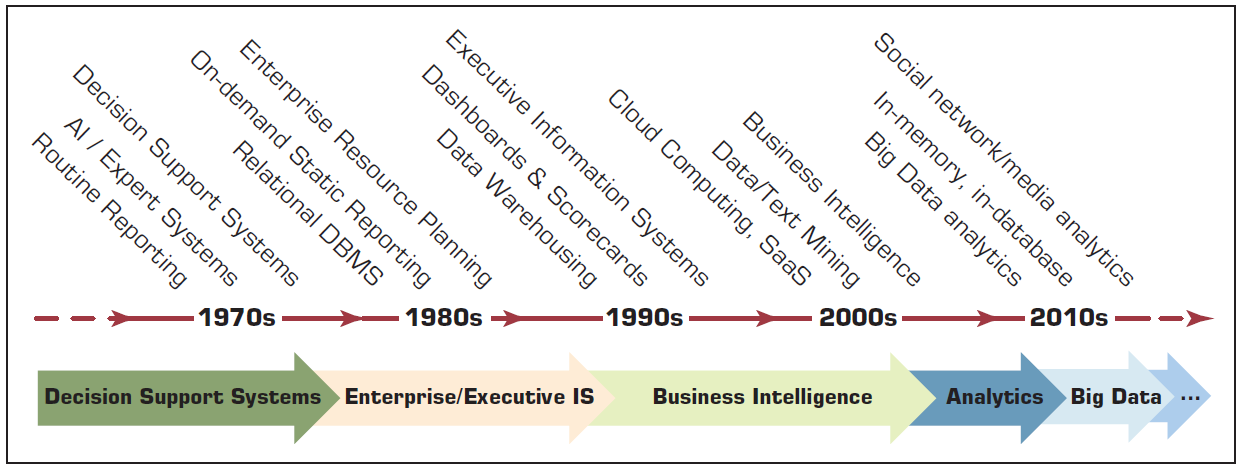 Routine Reporting
AI / Expert Systems
Decision Support Systems
Relational DBMS
On-demand Static Reporting
Enterprise Resource Planning
Data Warehousing
Dashboards & Scorecards
Executive Information Systems
Cloud Computing, SaaS
Data/Text Mining
Business Intelligence
Big Data analytics
In-memory, in-database
Social network/media analytics
1970s
1980s
1990s
2000s
2010s
Decision Support Systems
Enterprise/Executive IS
Business Intelligence
Analytics
Big Data
...